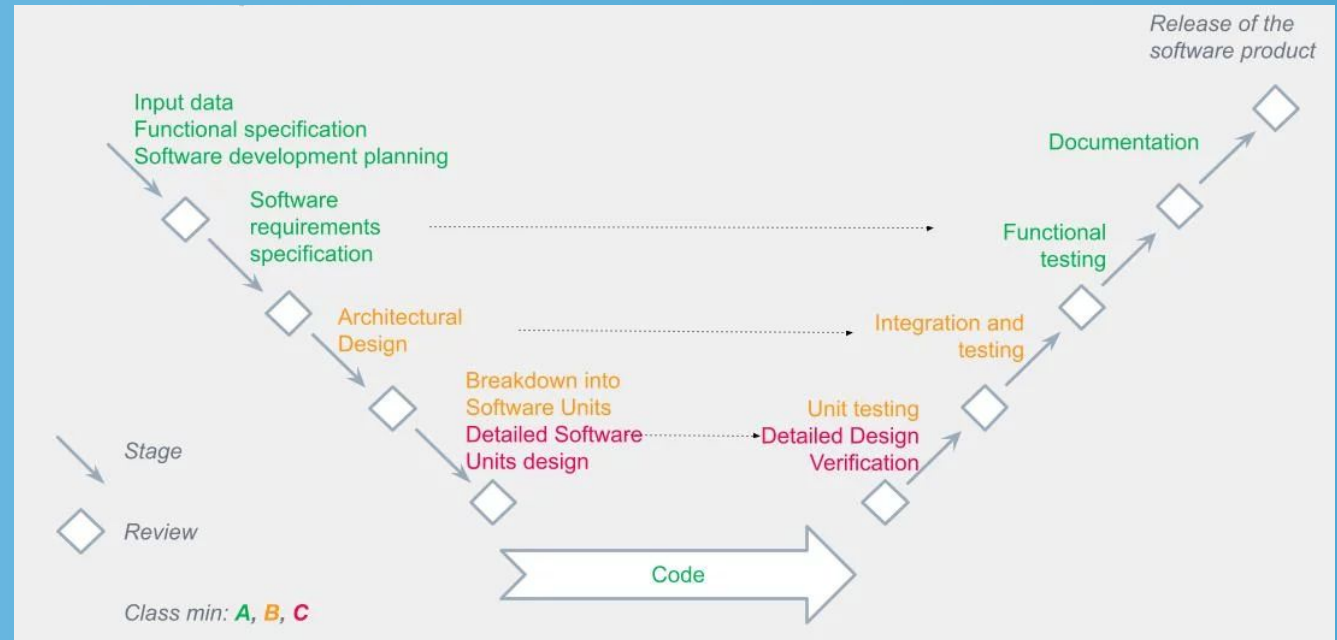 Release of the
software product
Input data
Functional specification
Software development planning
Documentation
Software
requirements
specification
Functional
testing
Architectural
Design
Integration and
testing
Breakdown into
Software Units
Detailed Software
Units design
Unit testing
Detailed Design
Verification
Stage
Review
Code
Class min: A, B, C